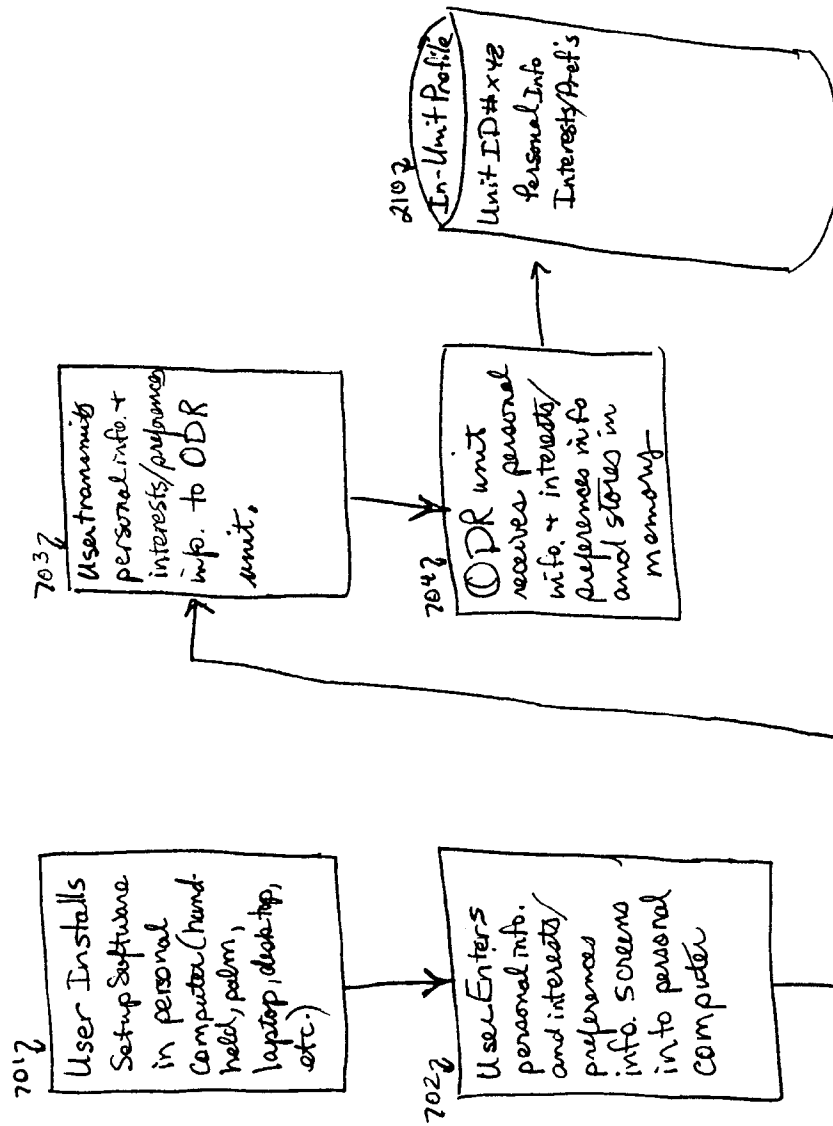 701
User Installs
Setup Software
in personal
computer (hand-
held, palm,
laptop, desktop,
etc.)
702
User Enters
personal info.
and interests/
preferences
info. screens
into personal
computer
703
User transmits
personal info. +
interests/preferences
info. to ODR
unit.
704
ODR unit
receives personal
info. + interests/
preferences info
and stores in
memory
210
In-Unit Profile
Unit ID# xyz
Personal Info
Interests/Pref's